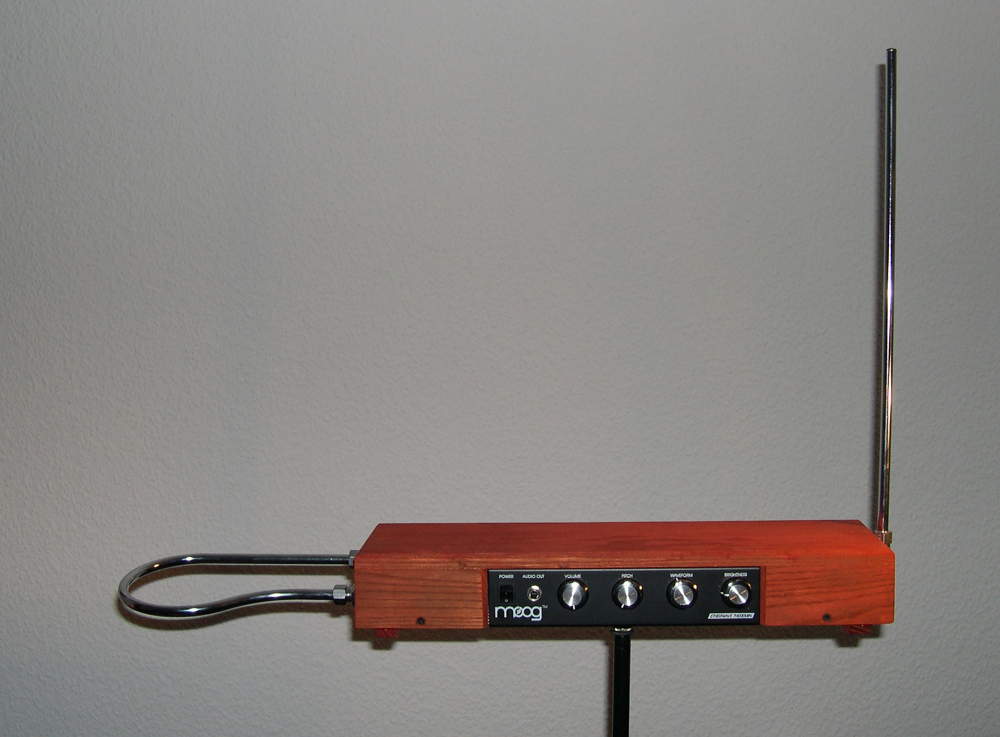 POWER AUDIO OUT VOLUME PITCH WAVEFORM BRIGHTNESS
moog™
ETHERWAVE THEREMIN